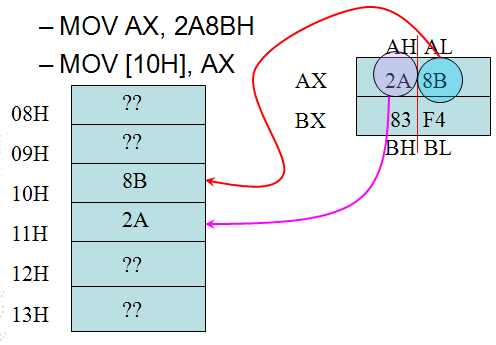 – MOV AX, 2A8BH
– MOV [10H], AX
AH AL
AX 2A 8B
BX 83 F4
BH BL
08H ??
09H ??
10H 8B
11H 2A
12H ??
13H ??